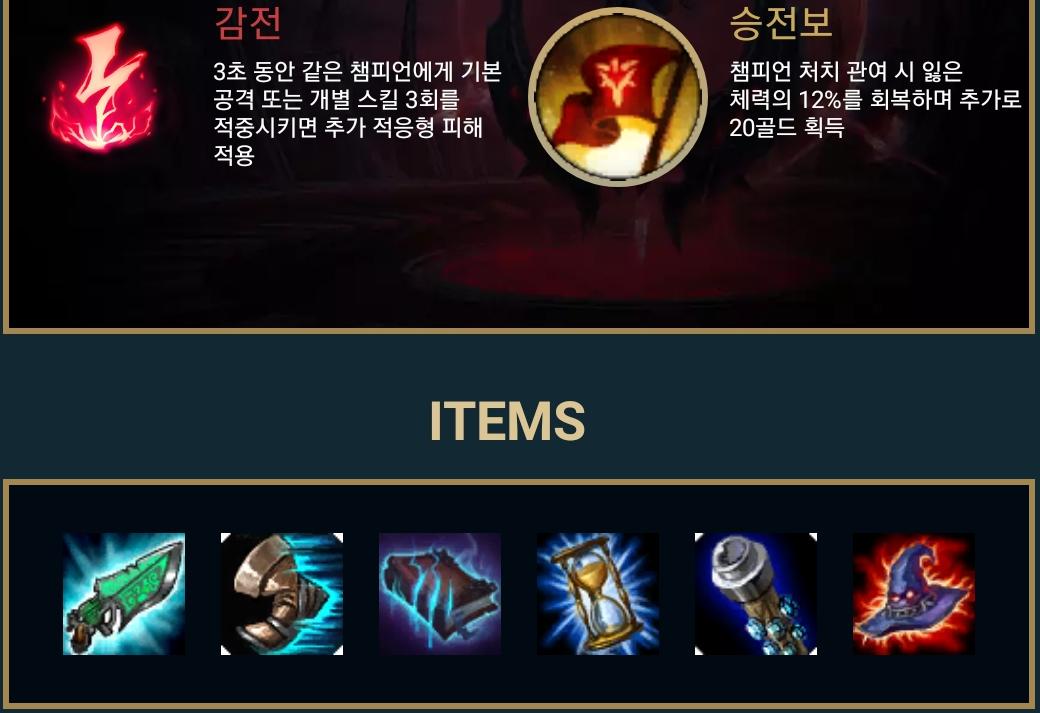 감전
3초 동안 같은 챔피언에게 기본
공격 또는 개별 스킬 3회를
적중시키면 추가 적응형 피해
적용
승전보
챔피언 처치 관여 시 잃은
체력의 12%를 회복하며 추가로
20골드 획득
ITEMS